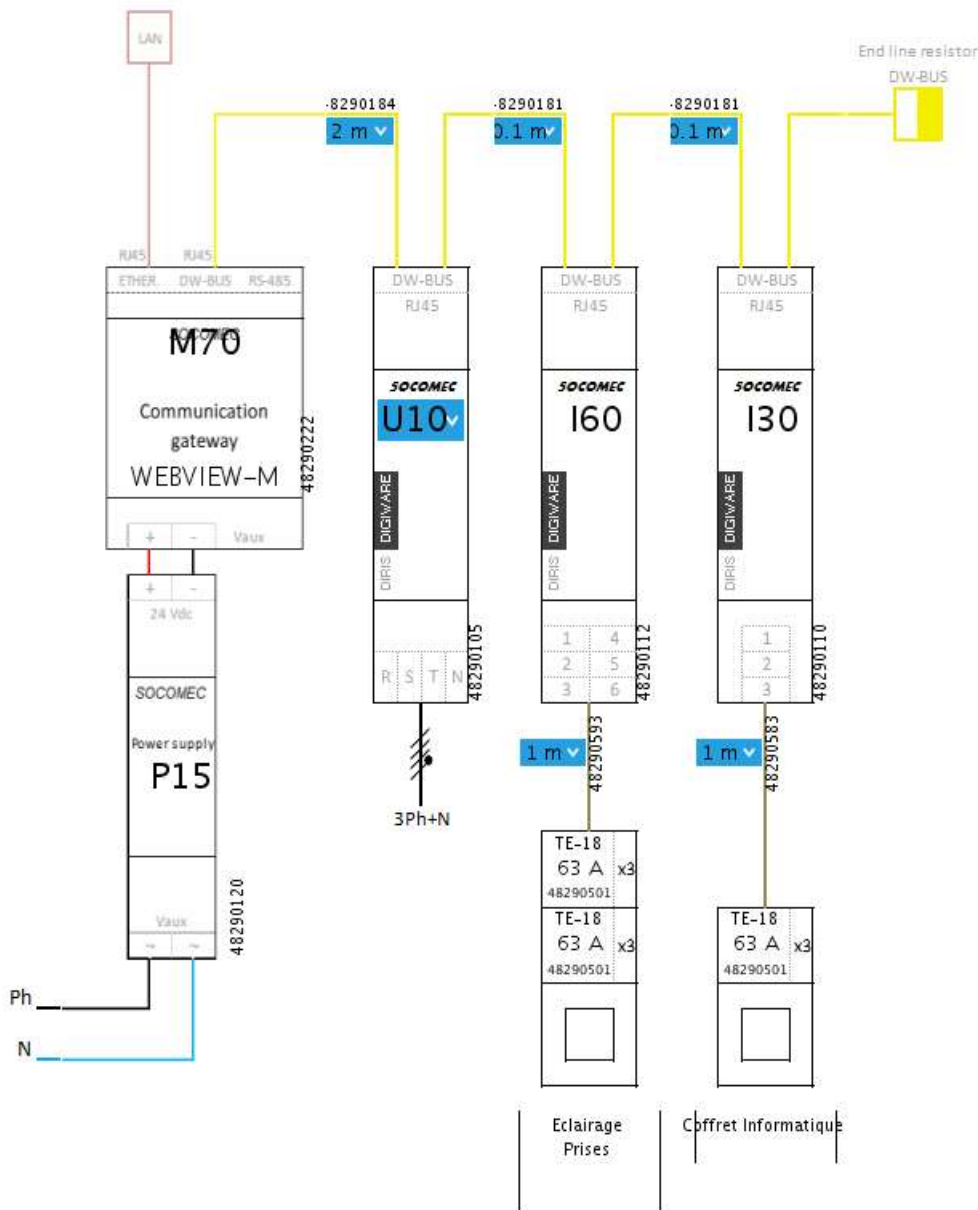 LAN
End line resistor
DW-BUS
-8290184
2 m
-8290181
0.1 m
-8290181
0.1 m
RJ45 RJ45
ETHER. DW-BUS RS-485
SOCOMEC
M70
Communication
gateway
WEBVIEW-M
48290222
+ - Vaux
+ -
24 Vdc
SOCOMEC
Power supply
P15
48290120
Vaux
~ ~
Ph
N
DW-BUS
RJ45
SOCOMEC
U10
DIRIS DIGIWARE
48290105
R S T N
3Ph+N
DW-BUS
RJ45
SOCOMEC
I60
DIRIS DIGIWARE
48290112
1 4
2 5
3 6
1 m
48290593
TE-18
63 A x3
48290501
TE-18
63 A x3
48290501
Eclairage
Prises
DW-BUS
RJ45
SOCOMEC
I30
DIRIS DIGIWARE
48290110
1
2
3
1 m
48290583
TE-18
63 A x3
48290501
Coffret Informatique